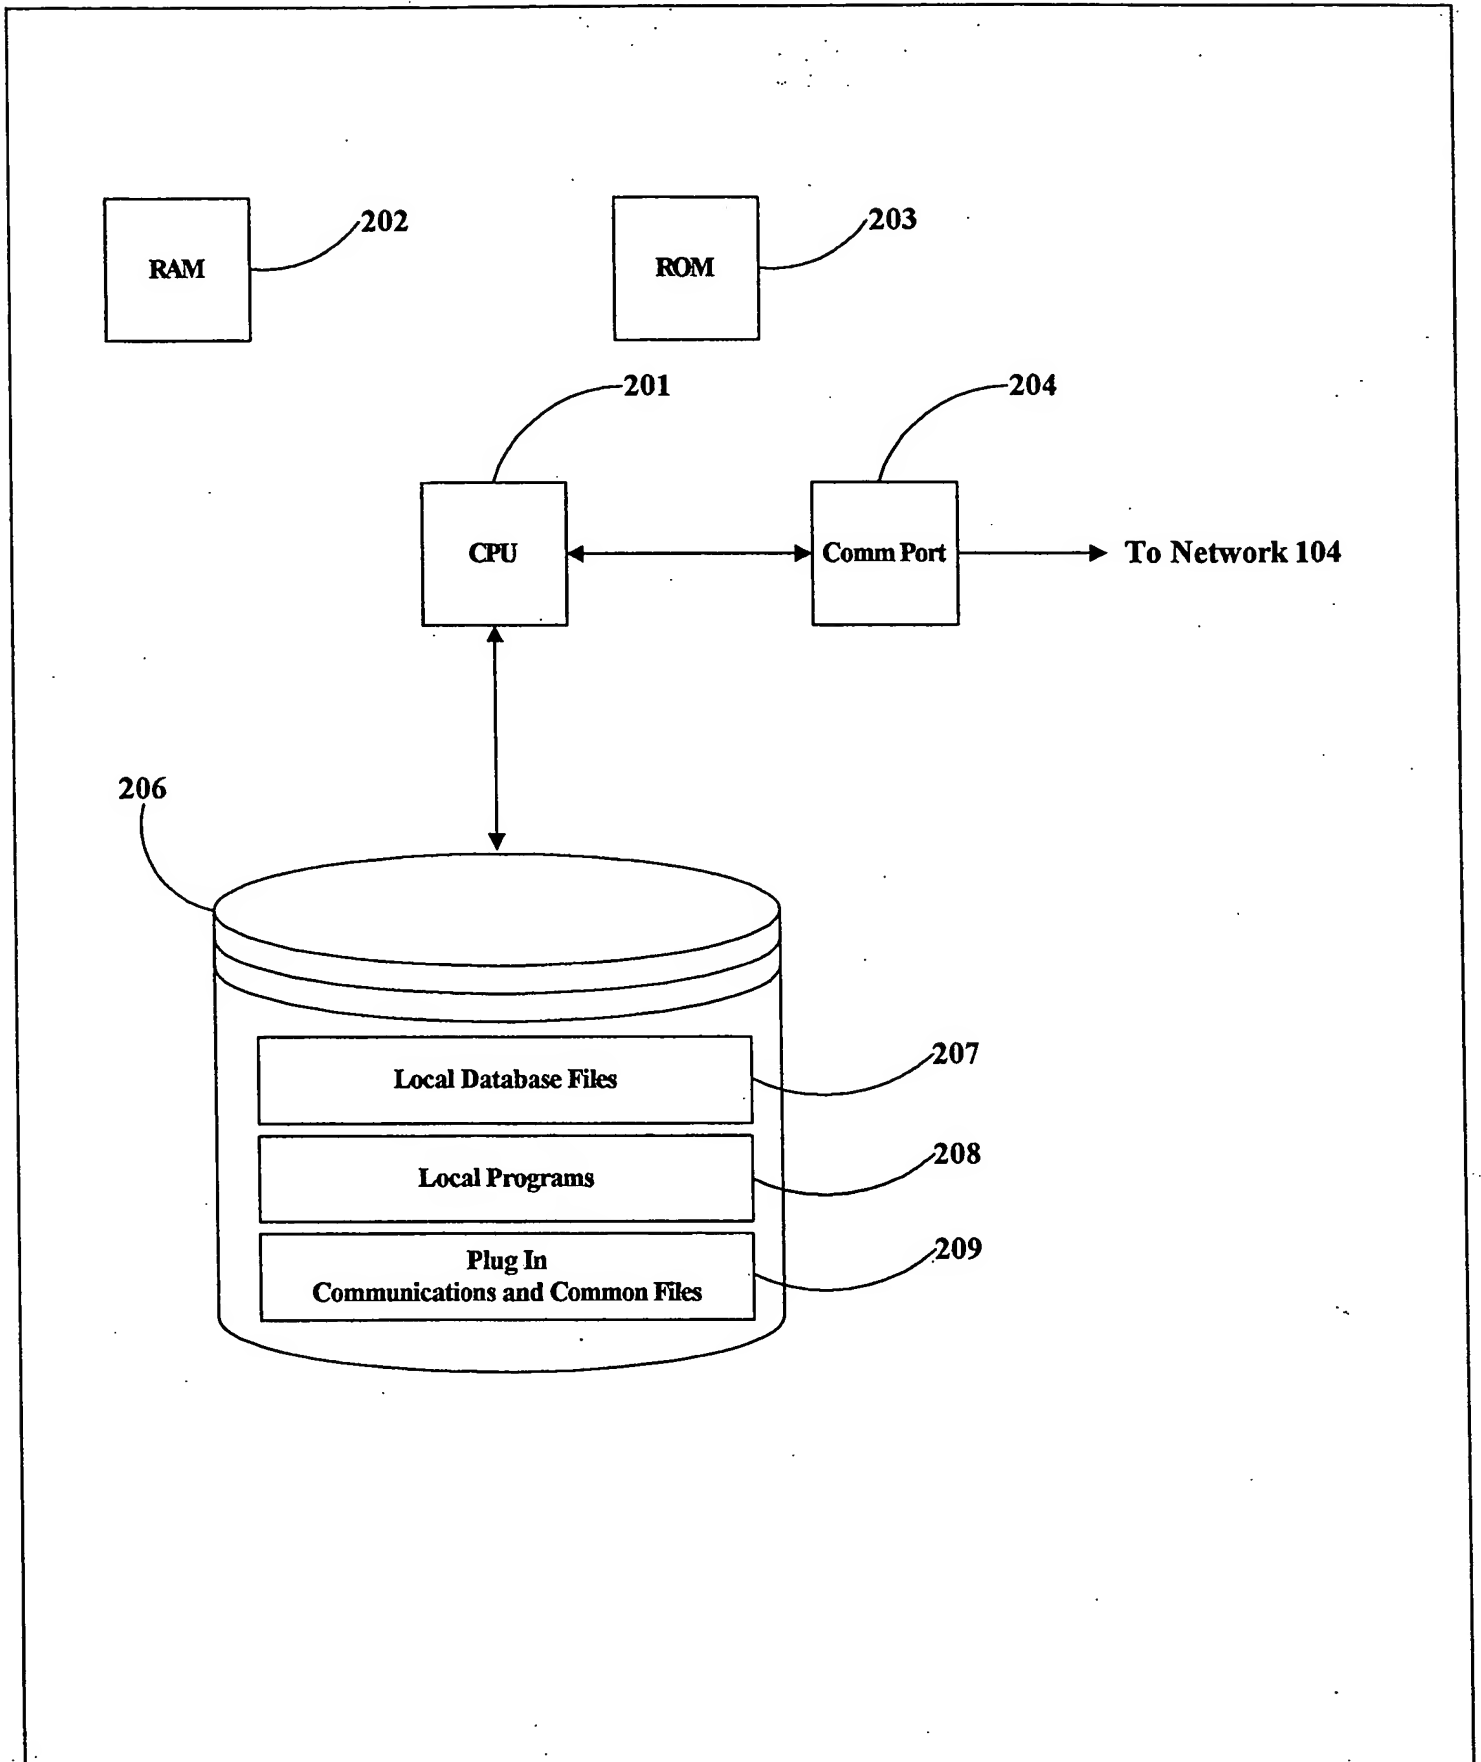 202
203
RAM
ROM
201
204
CPU
Comm Port
To Network 104
206
207
Local Database Files
208
Local Programs
209
Plug In
Communications and Common Files